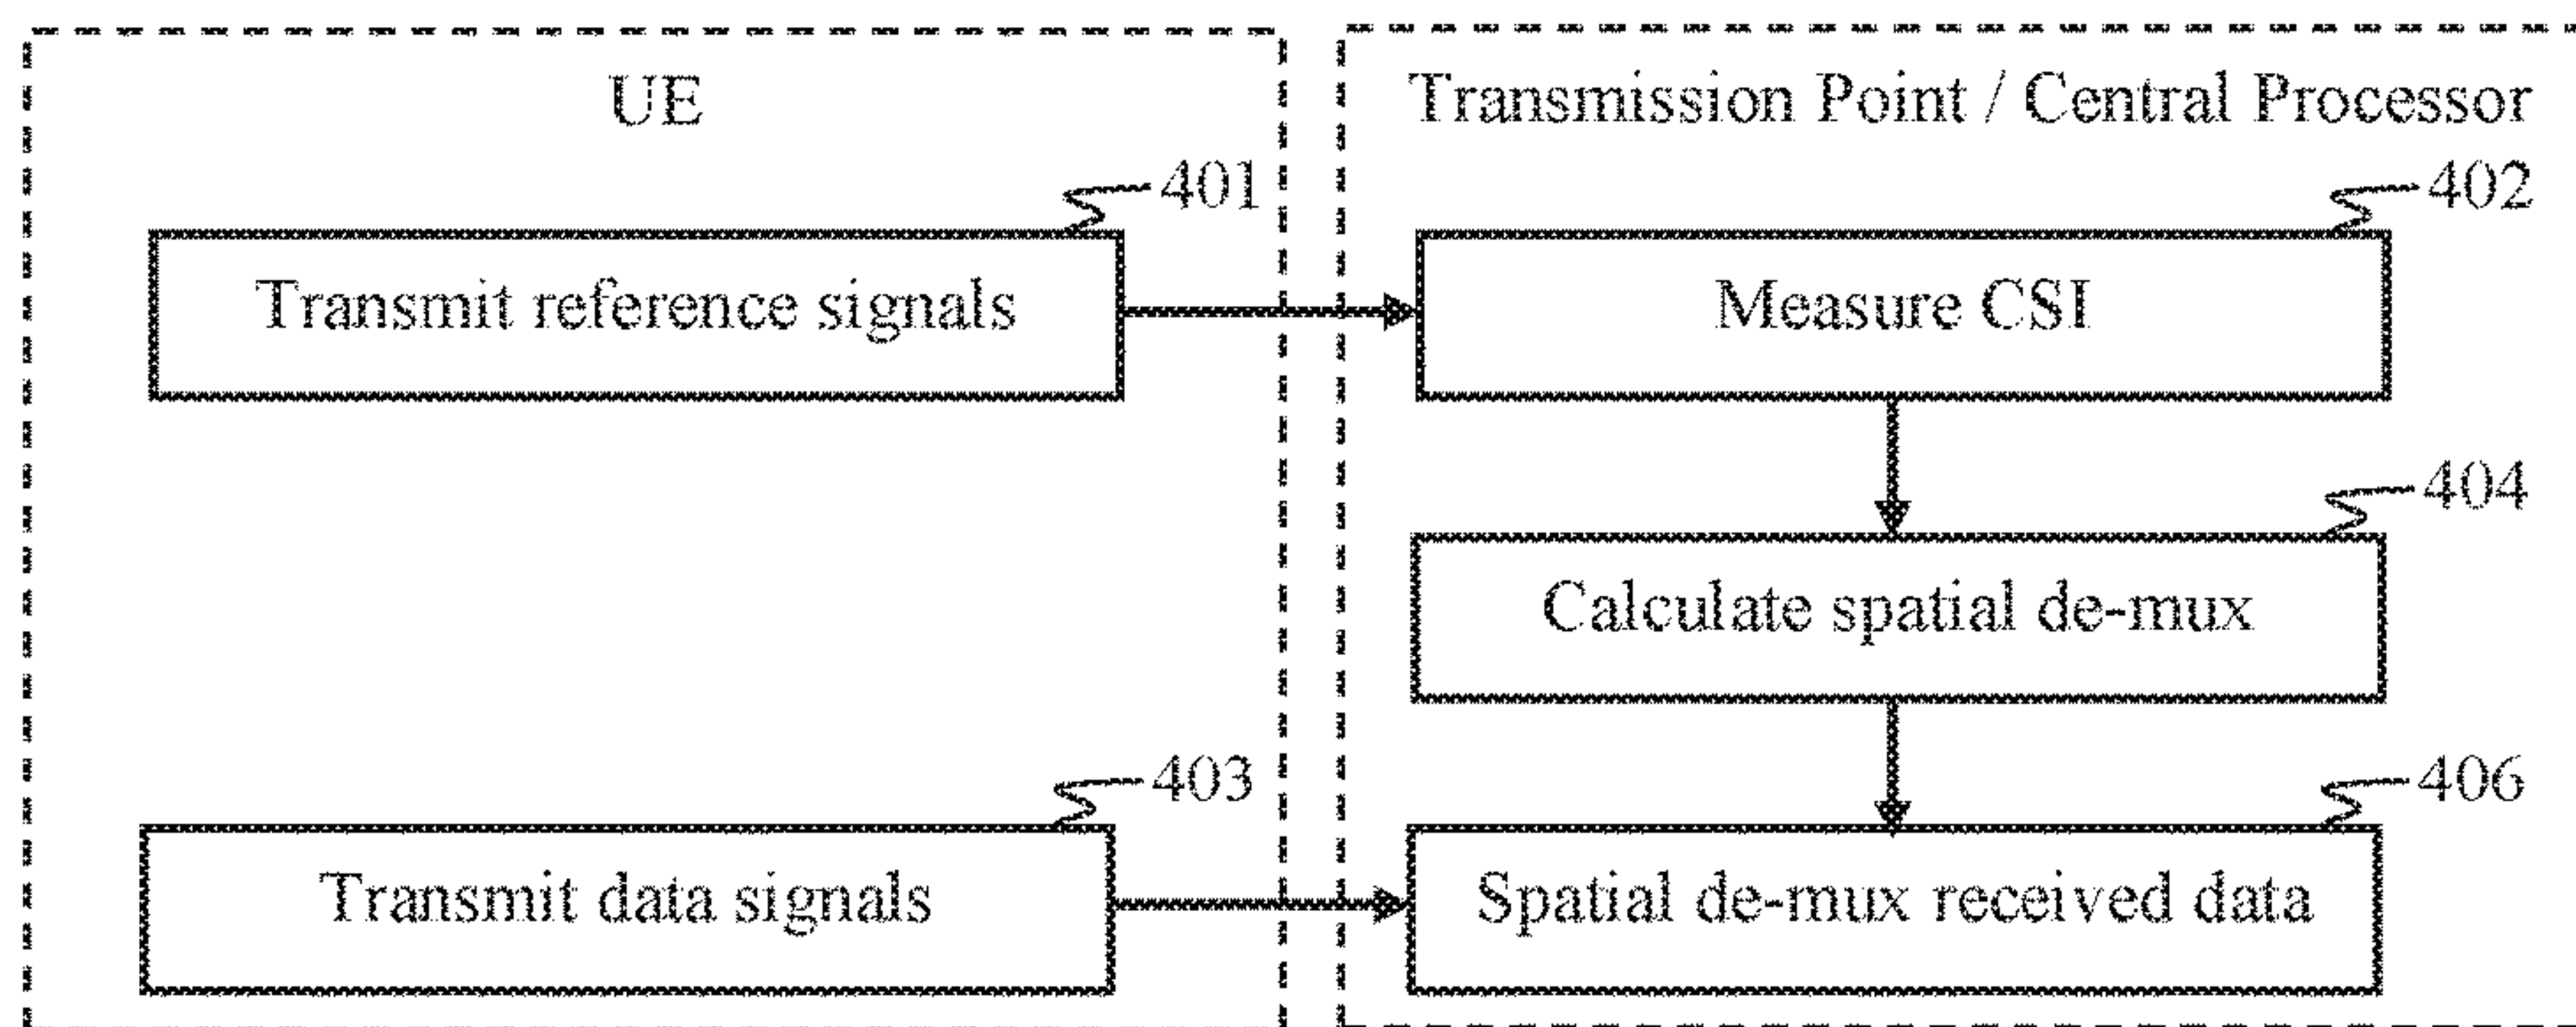 UE
Transmission Point / Central Processor
401
402
Transmit reference signals
Measure CSI
404
Calculate spatial de-mux
403
406
Transmit data signals
Spatial de-mux received data